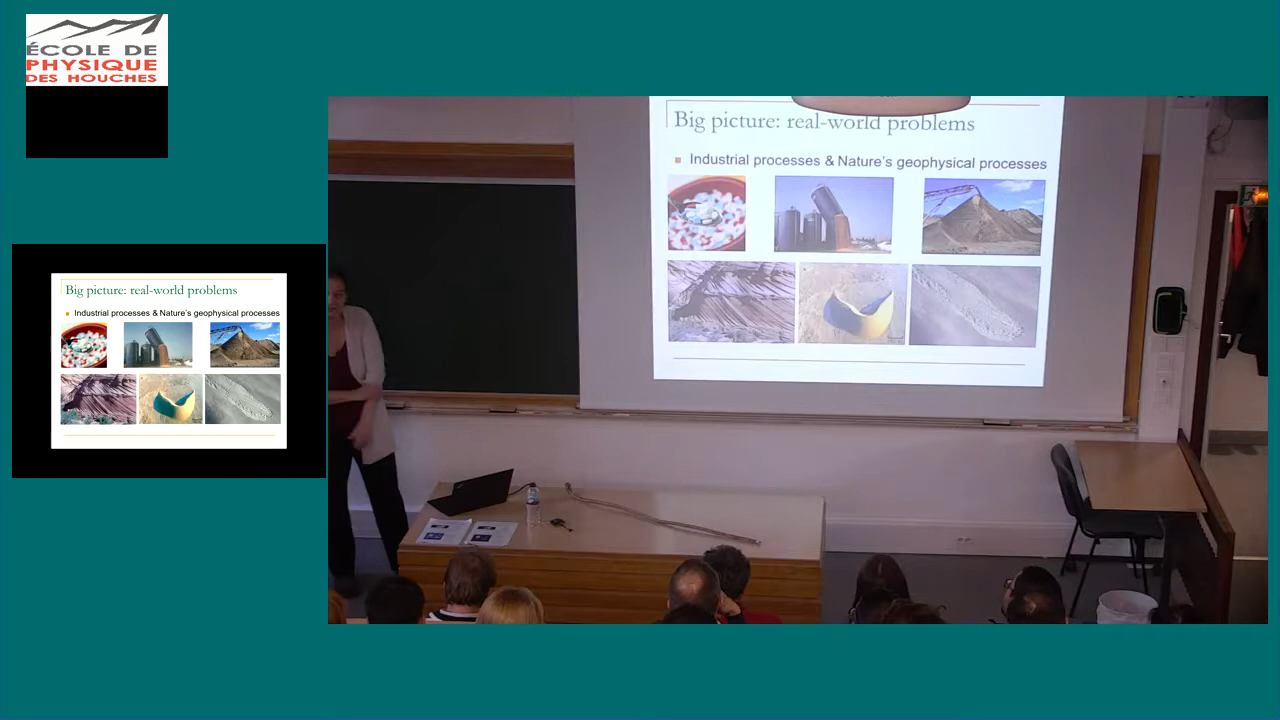 ÉCOLE DE
PHYSIQUE
DES HOUCHES
Big picture: real-world problems
Industrial processes & Nature's geophysical processes
Big picture: real-world problems
Industrial processes & Nature's geophysical processes